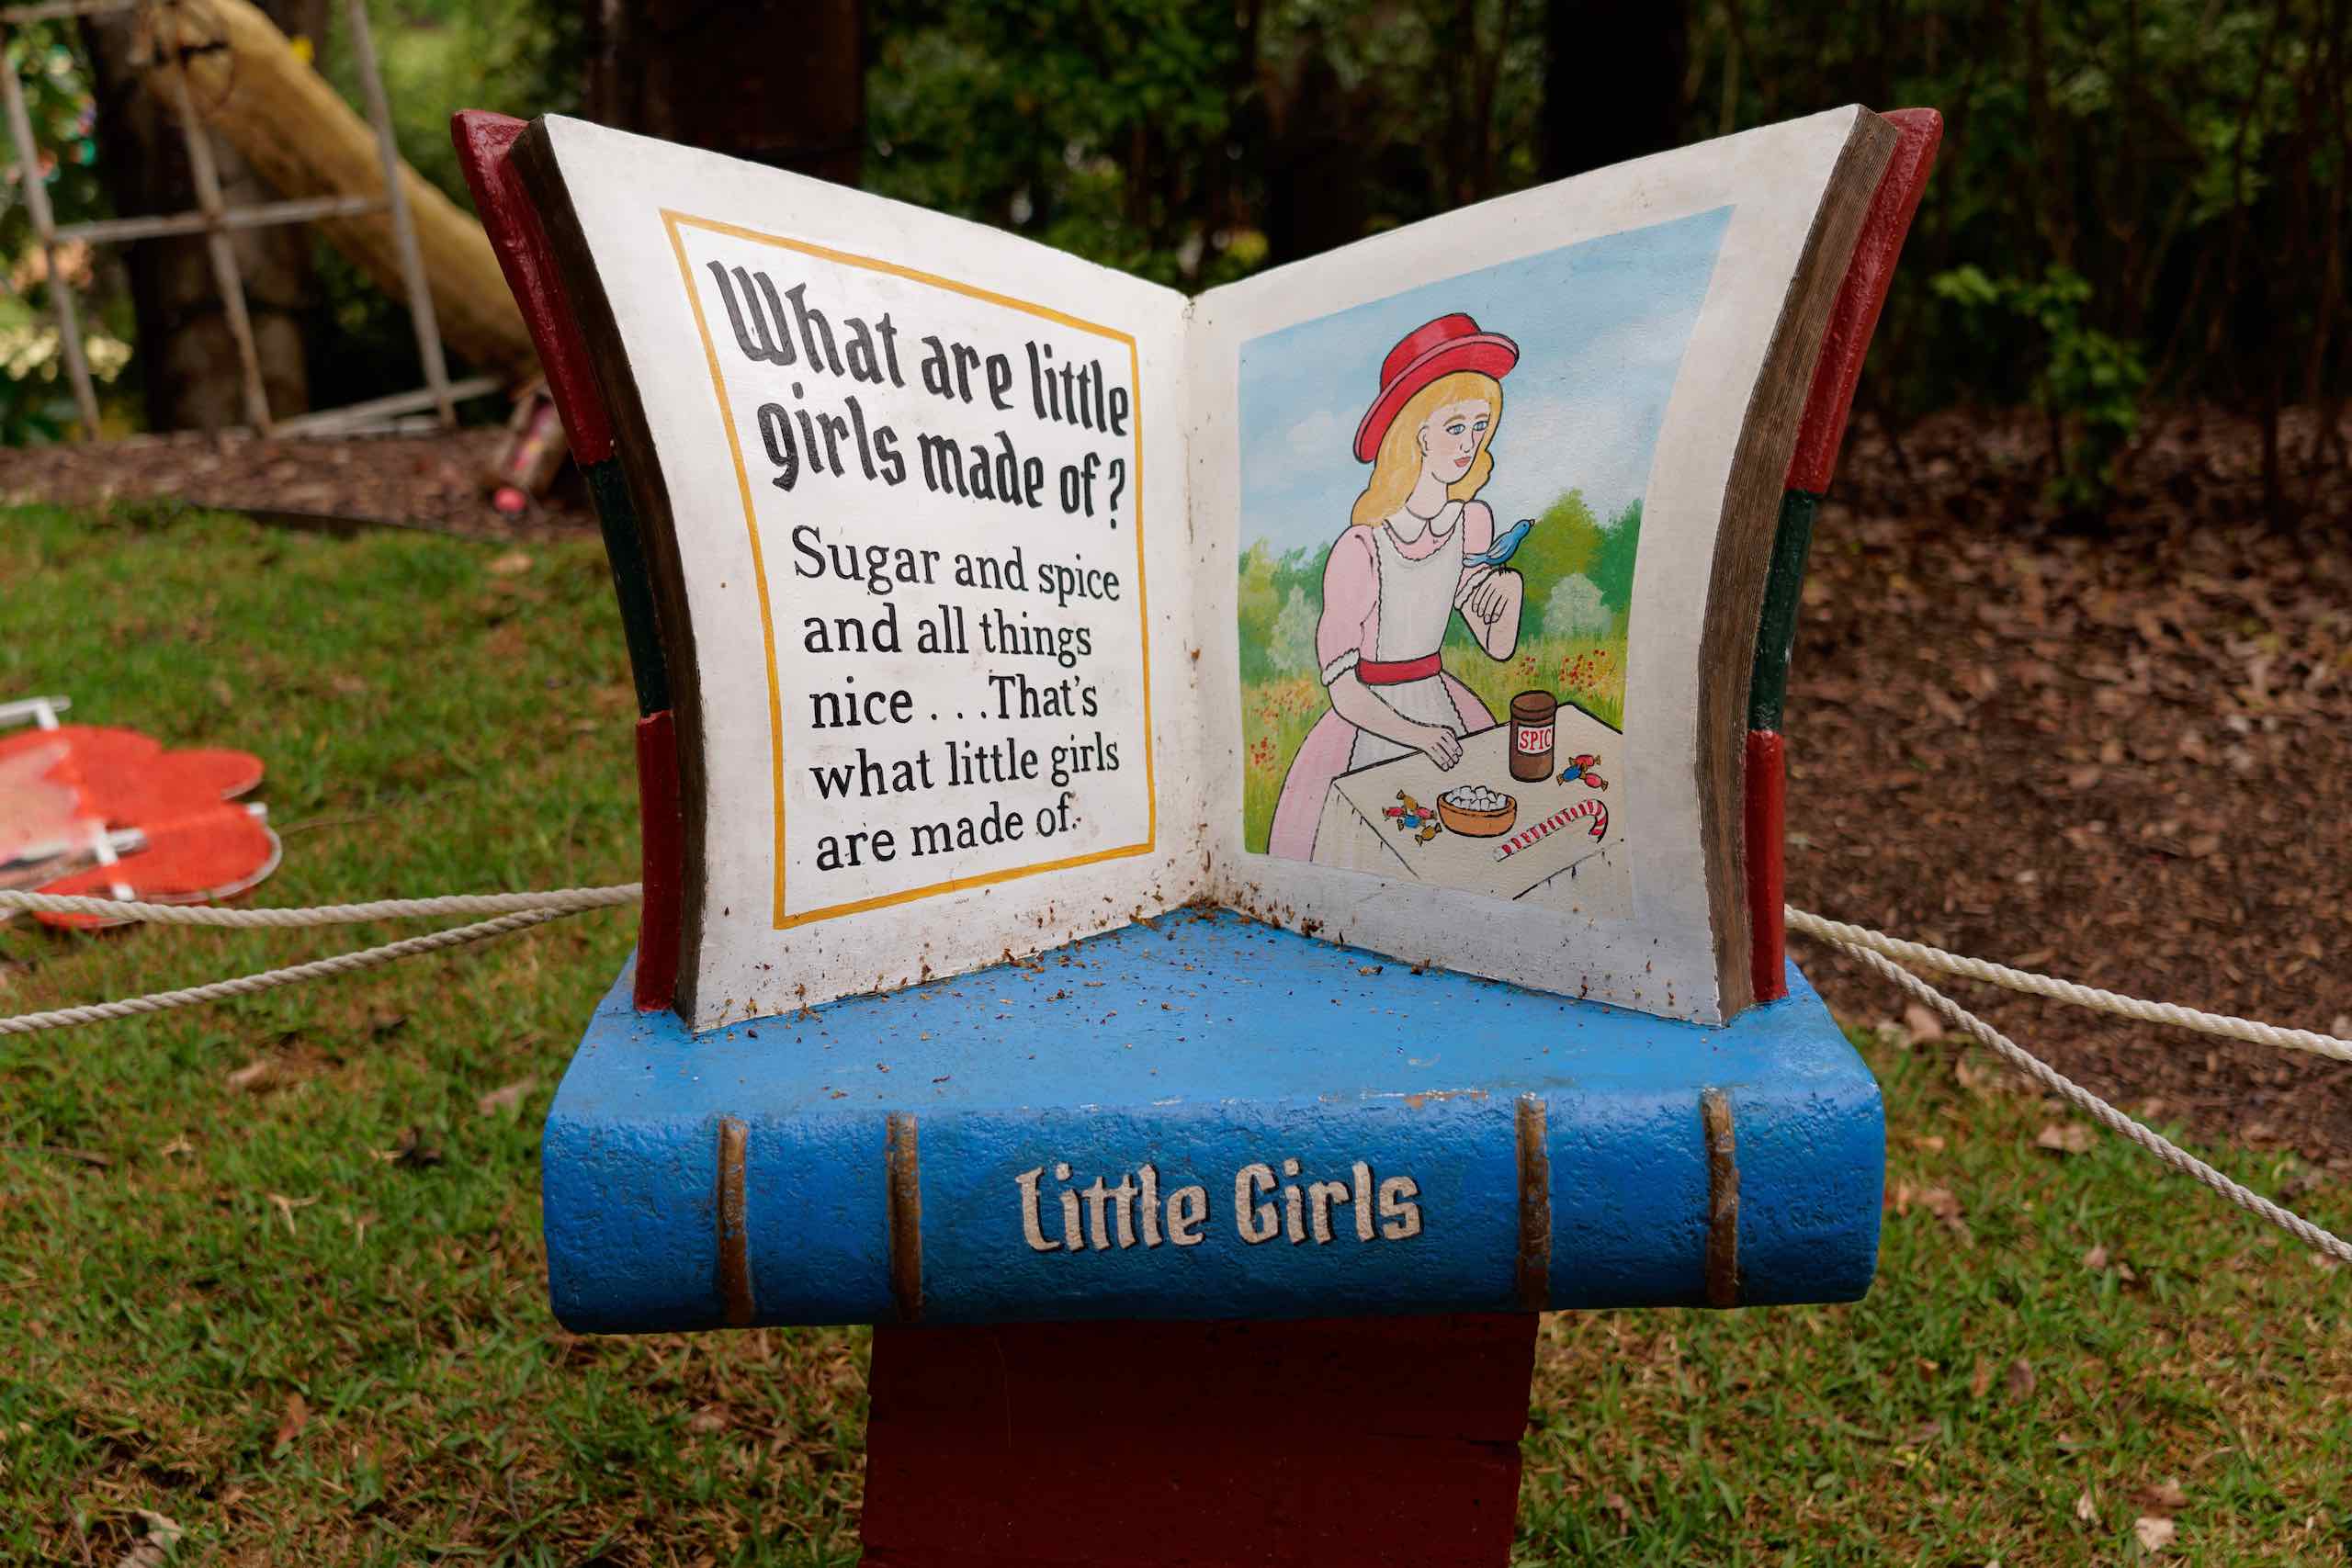 What are little
girls made of?
Sugar and spice
and all things
nice . . . That's
what little girls
are made of.
SPIC
Little Girls